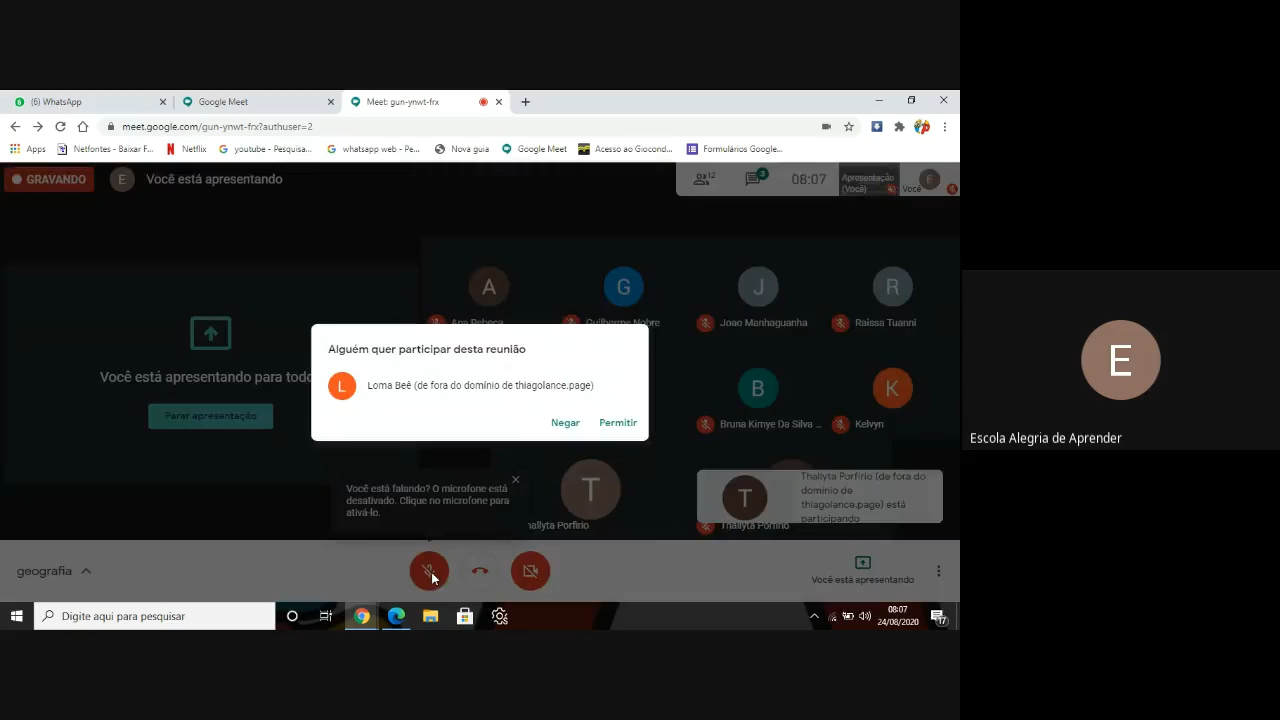 (6) WhatsApp
Google Meet
Meet: gun-ynwt-frx
meet.google.com/gun-ynwt-frx?authuser=2
Apps
Netfontes - Baixar F...
Netflix
youtube - Pesquisa...
whatsapp web - Pe...
Nova guia
Google Meet
Acesso ao Giocond...
Formulários Google...
GRAVANDO
E
Você está apresentando
12
3
08:07
Apresentação
(Você)
E
Você
A
G
J
R
Ana Rebeca
Guilherme Nobre
Joao Manhaguanha
Raissa Tuanni
Você está apresentando para todo
Parar apresentação
Alguém quer participar desta reunião
L
Loma Beê (de fora do domínio de thiagolance.page)
Negar
Permitir
B
K
Bruna Kimye Da Silva ...
Kelvyn
Você está falando? O microfone está
desativado. Clique no microfone para
ativá-lo.
T
Thallyta Porfirio
T
Thallyta Porfirio (de fora do
domínio de
thiagolance.page) está
participando
Thallyta Porfirio
geografia
Você está apresentando
Digite aqui para pesquisar
08:07
24/08/2020
17
E
Escola Alegria de Aprender